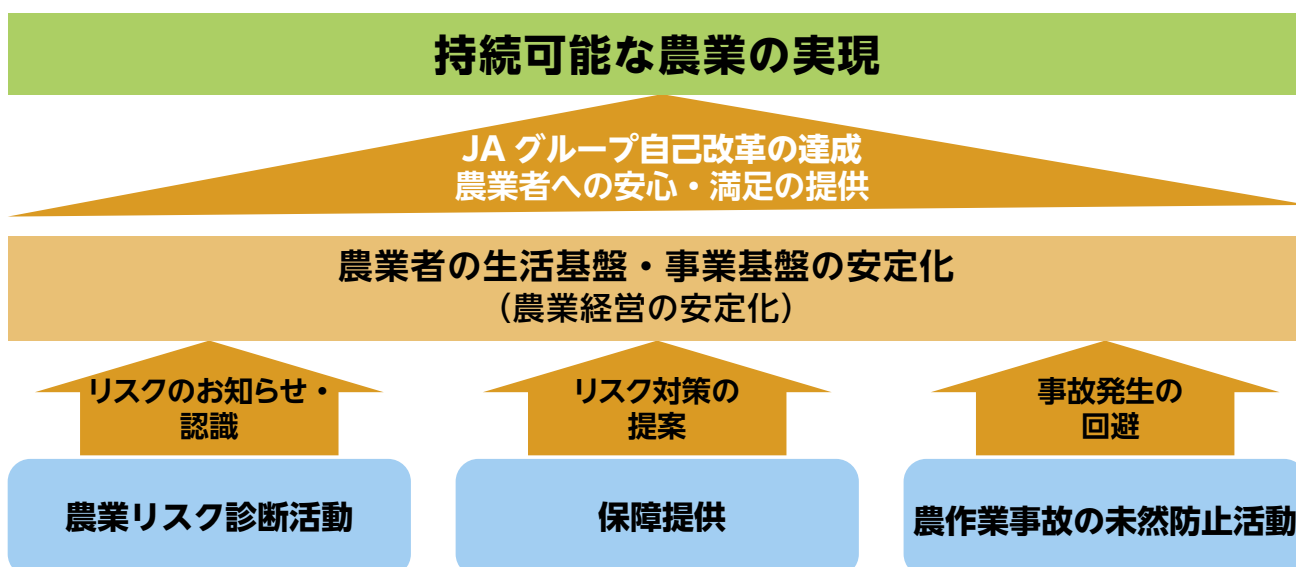 持続可能な農業の実現
JA グループ自己改革の達成
農業者への安心・満足の提供
農業者の生活基盤・事業基盤の安定化
（農業経営の安定化）
リスクのお知らせ・
認識
リスク対策の
提案
事故発生の
回避
農業リスク診断活動
保障提供
農作業事故の未然防止活動